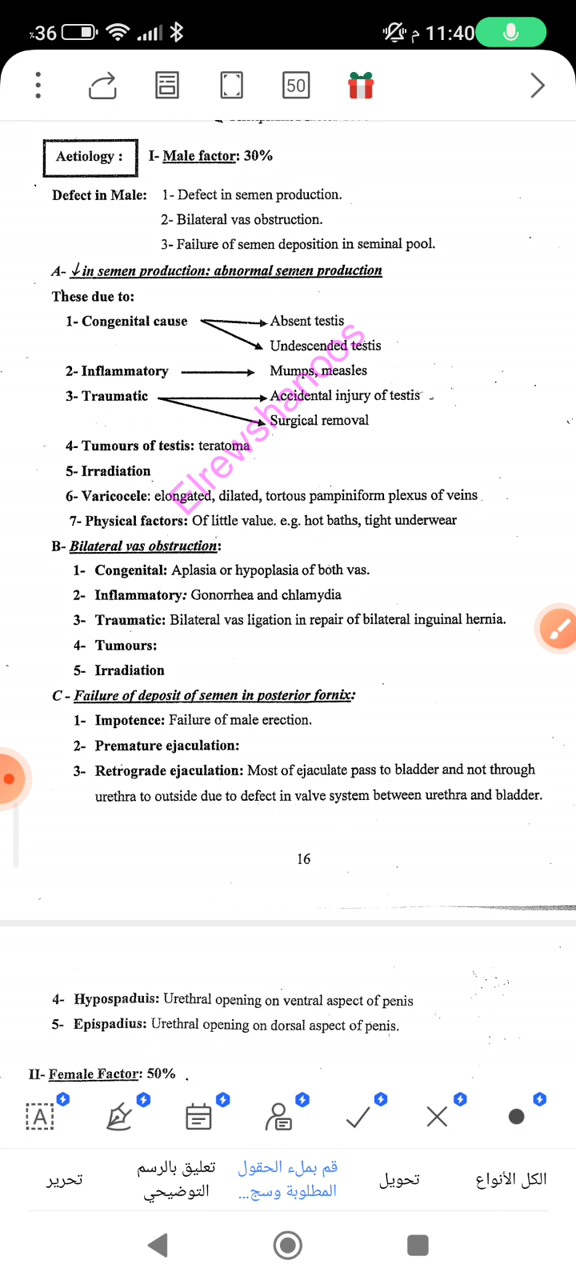 %36
م 11:40
50
Aetiology :
I- Male factor: 30%
Defect in Male: 1- Defect in semen production.
2- Bilateral vas obstruction.
3- Failure of semen deposition in seminal pool.
A- ↓ in semen production: abnormal semen production
These due to:
1- Congenital cause Absent testis
Undescended testis
2- Inflammatory Mumps, measles
3- Traumatic Accidental injury of testis
Surgical removal
4- Tumours of testis: teratoma
5- Irradiation
6- Varicocele: elongated, dilated, tortous pampiniform plexus of veins
7- Physical factors: Of little value. e.g. hot baths, tight underwear
Elrewshanoos
B- Bilateral vas obstruction:
1- Congenital: Aplasia or hypoplasia of both vas.
2- Inflammatory: Gonorrhea and chlamydia
3- Traumatic: Bilateral vas ligation in repair of bilateral inguinal hernia.
4- Tumours:
5- Irradiation
C - Failure of deposit of semen in posterior fornix:
1- Impotence: Failure of male erection.
2- Premature ejaculation:
3- Retrograde ejaculation: Most of ejaculate pass to bladder and not through
urethra to outside due to defect in valve system between urethra and bladder.
16
4- Hypospaduis: Urethral opening on ventral aspect of penis
5- Epispadius: Urethral opening on dorsal aspect of penis.
II- Female Factor: 50%
A
الكل الأنواع
تحويل
قم بملء الحقول
المطلوبة وسج...
تعليق بالرسم
التوضيحي
تحرير